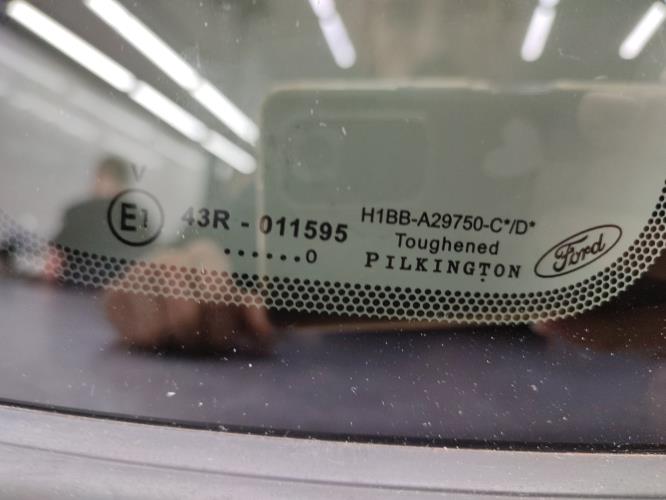 V
E1 43R - 011595
......0
H1BB-A29750-C*/D*
Toughened
PILKINGTON
Ford